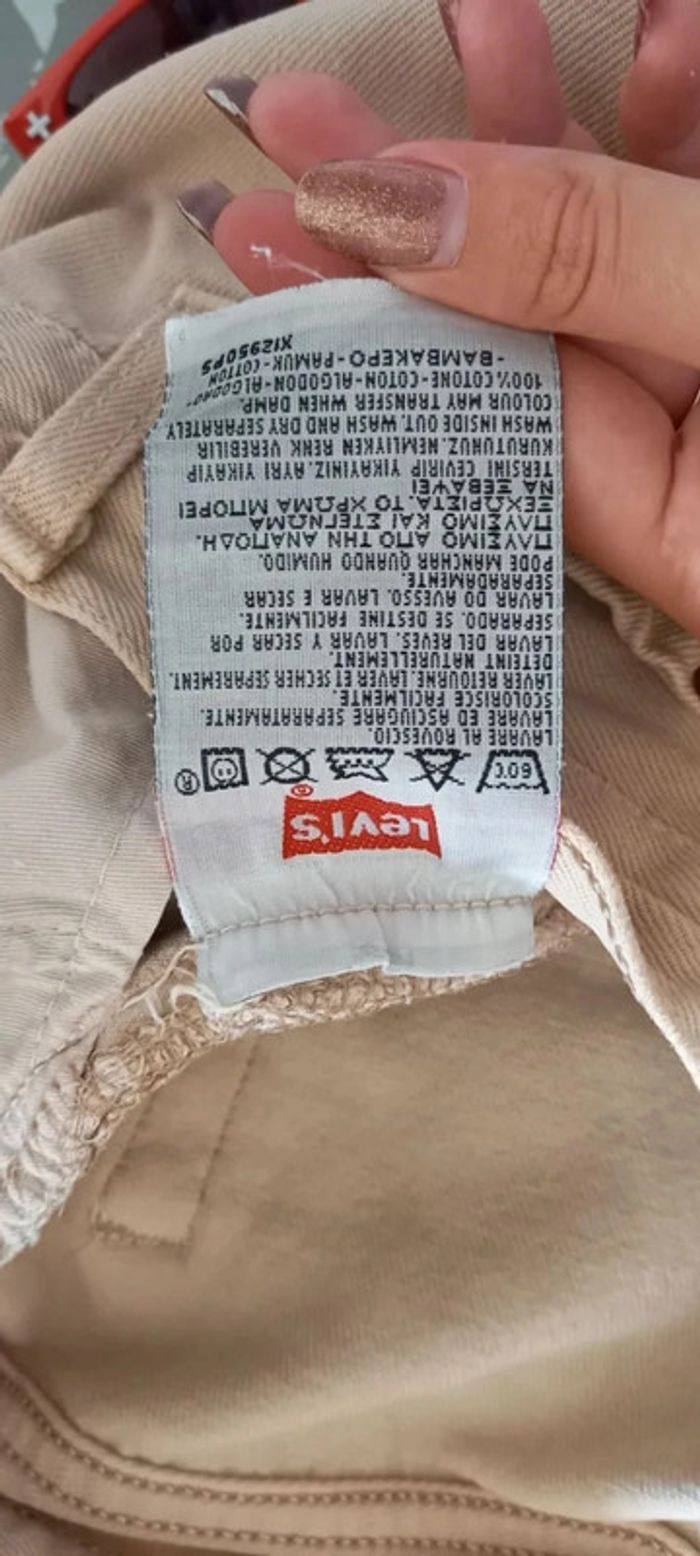 Levi's®
60°C
®
LAVARE AL ROVESCIO.
LAVARE ED ASCIUGARE SEPARATAMENTE.
SCOLORISCE FACILMENTE.
LAVER RETOURNE. LAVER ET SECHER SEPAREMENT.
DETEINT NATURELLEMENT.
LAVAR DEL REVES. LAVAR Y SECAR POR
SEPARADO. SE DESTINE FACILMENTE.
LAVAR DO AVESSO. LAVAR E SECAR
SEPARADAMENTE.
PODE MANCHAR QUANDO HUMIDO.
ΠΛΥΣΙΜΟ ΑΠΟ ΤΗΝ ΑΝΑΠΟΔΗ.
ΠΛΥΣΙΜΟ ΚΑΙ ΣΤΕΓΝΩΜΑ
ΞΕΧΩΡΙΣΤΑ. ΤΟ ΧΡΩΜΑ ΜΠΟΡΕΙ
ΝΑ ΞΕΒΑΨΕΙ
TERSINI CEVIRIP YIKAYINIZ. AYRI YIKAYIP
KURUTUNUZ. NEMLIYKEN RENK VEREBILIR
WASH INSIDE OUT. WASH AND DRY SEPARATELY.
COLOUR MAY TRANSFER WHEN DAMP.
100% COTONE-COTON-ALGODON-ALGODAO-
-ΒΑΜΒΑΚΕΡΟ-PAMUK-COTTON
X12950PS